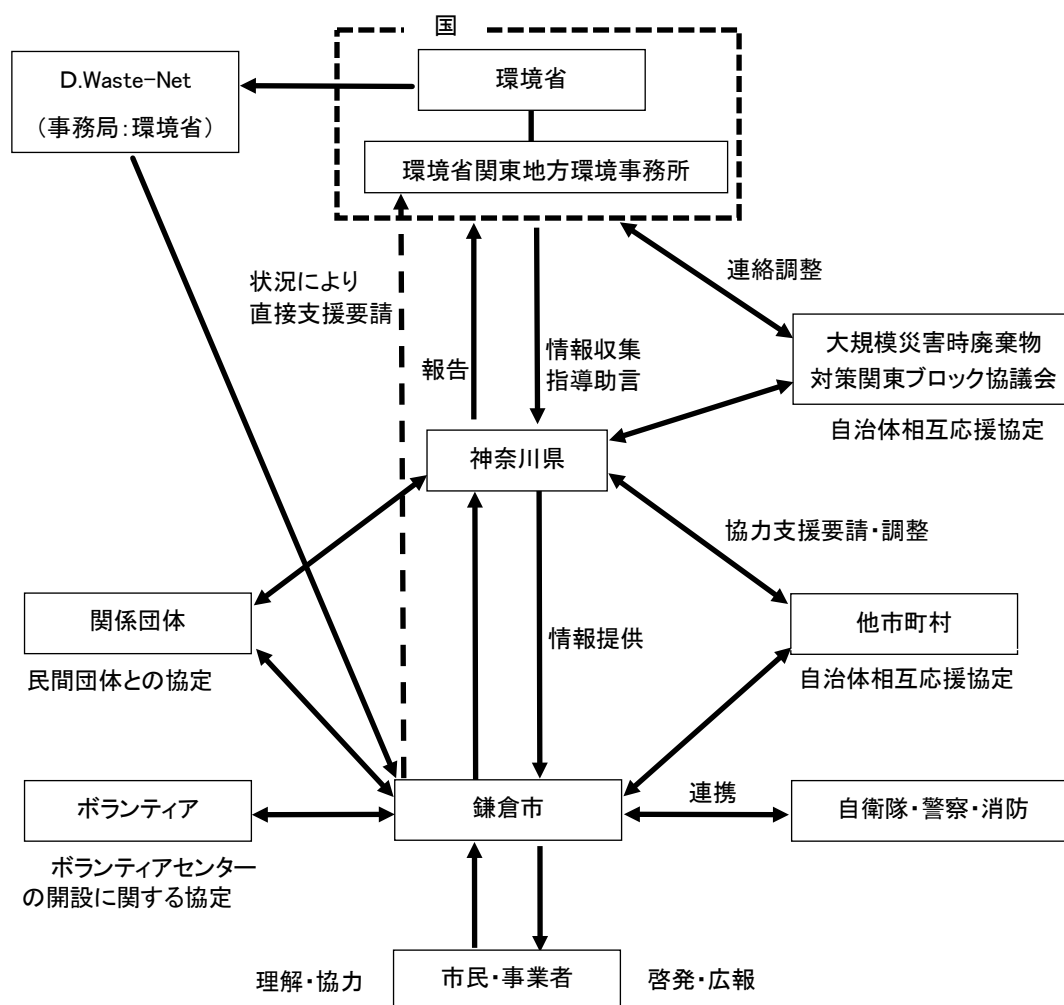 国
D.Waste-Net
（事務局：環境省）
環境省
環境省関東地方環境事務所
状況により
直接支援要請
報告
情報収集
指導助言
連絡調整
大規模災害時廃棄物
対策関東ブロック協議会
自治体相互応援協定
神奈川県
協力支援要請・調整
関係団体
民間団体との協定
情報提供
他市町村
自治体相互応援協定
ボランティア
ボランティアセンター
の開設に関する協定
鎌倉市
連携
自衛隊・警察・消防
理解・協力
市民・事業者
啓発・広報